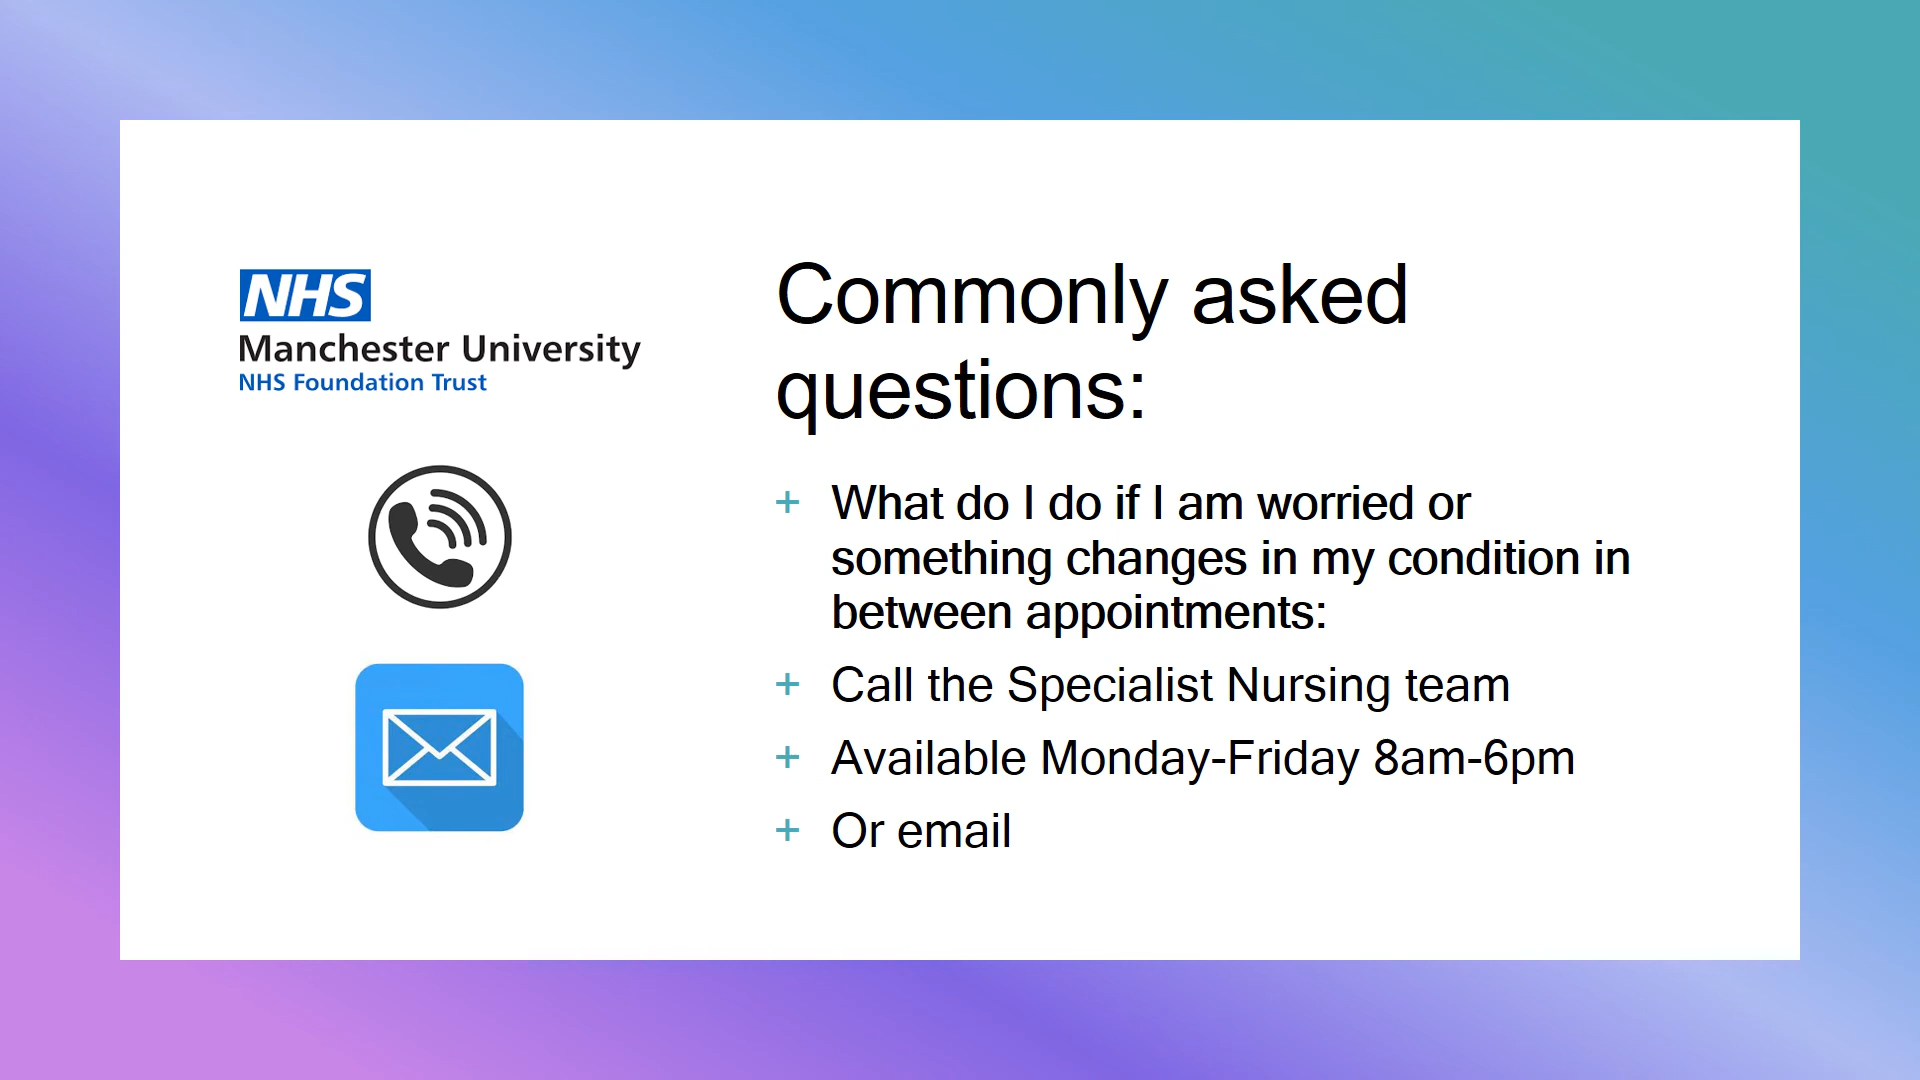 NHS
Manchester University
NHS Foundation Trust
Commonly asked
questions:
+ What do I do if I am worried or
something changes in my condition in
between appointments:
+ Call the Specialist Nursing team
+ Available Monday-Friday 8am-6pm
+ Or email